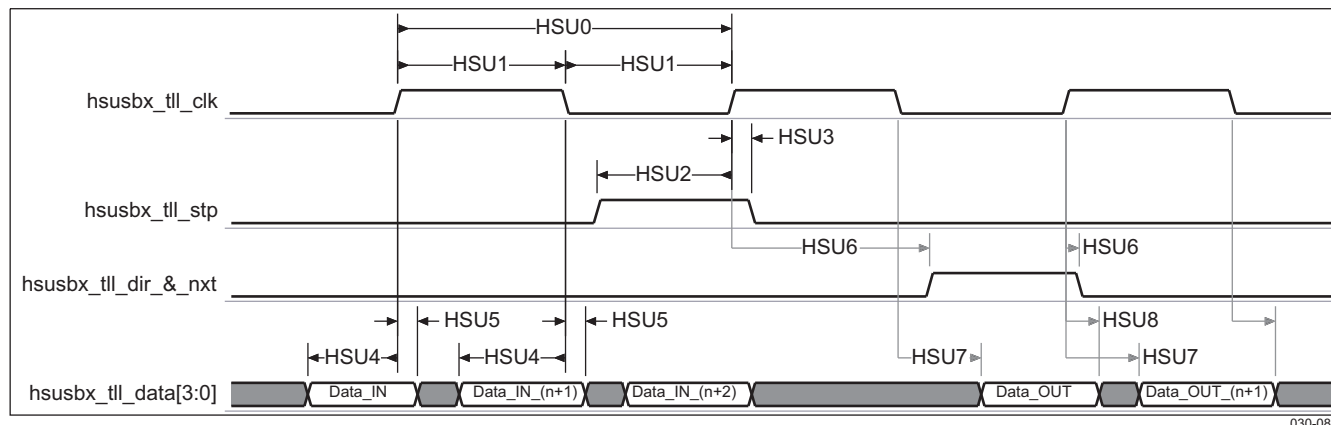 HSU0
HSU1 HSU1
hsusbx_tll_clk
HSU3
HSU2
hsusbx_tll_stp
HSU6 HSU6
hsusbx_tll_dir_&_nxt
HSU5 HSU5 HSU8
HSU4 HSU4 HSU7 HSU7
hsusbx_tll_data[3:0] Data_IN Data_IN_(n+1) Data_IN_(n+2) Data_OUT Data_OUT_(n+1)